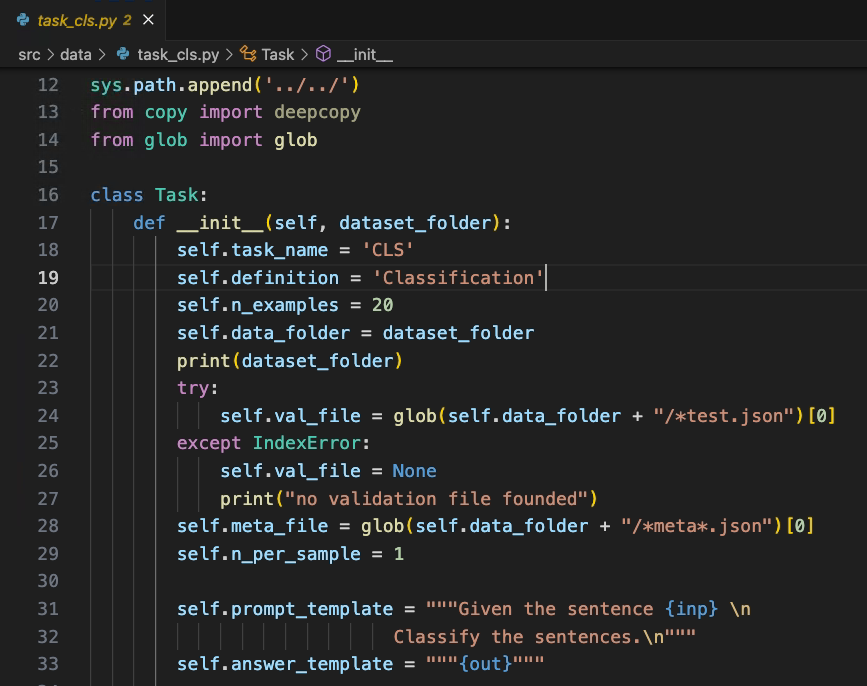 task_cls.py 2 ×
src > data > task_cls.py > Task > __init__
12 sys.path.append('../../')
13 from copy import deepcopy
14 from glob import glob
15
16 class Task:
17     def __init__(self, dataset_folder):
18         self.task_name = 'CLS'
19         self.definition = 'Classification'
20         self.n_examples = 20
21         self.data_folder = dataset_folder
22         print(dataset_folder)
23         try:
24             self.val_file = glob(self.data_folder + "/*test.json")[0]
25         except IndexError:
26             self.val_file = None
27             print("no validation file founded")
28         self.meta_file = glob(self.data_folder + "/*meta*.json")[0]
29         self.n_per_sample = 1
30
31         self.prompt_template = """Given the sentence {inp} \n
32                             Classify the sentences.\n"""
33         self.answer_template = """{out}"""